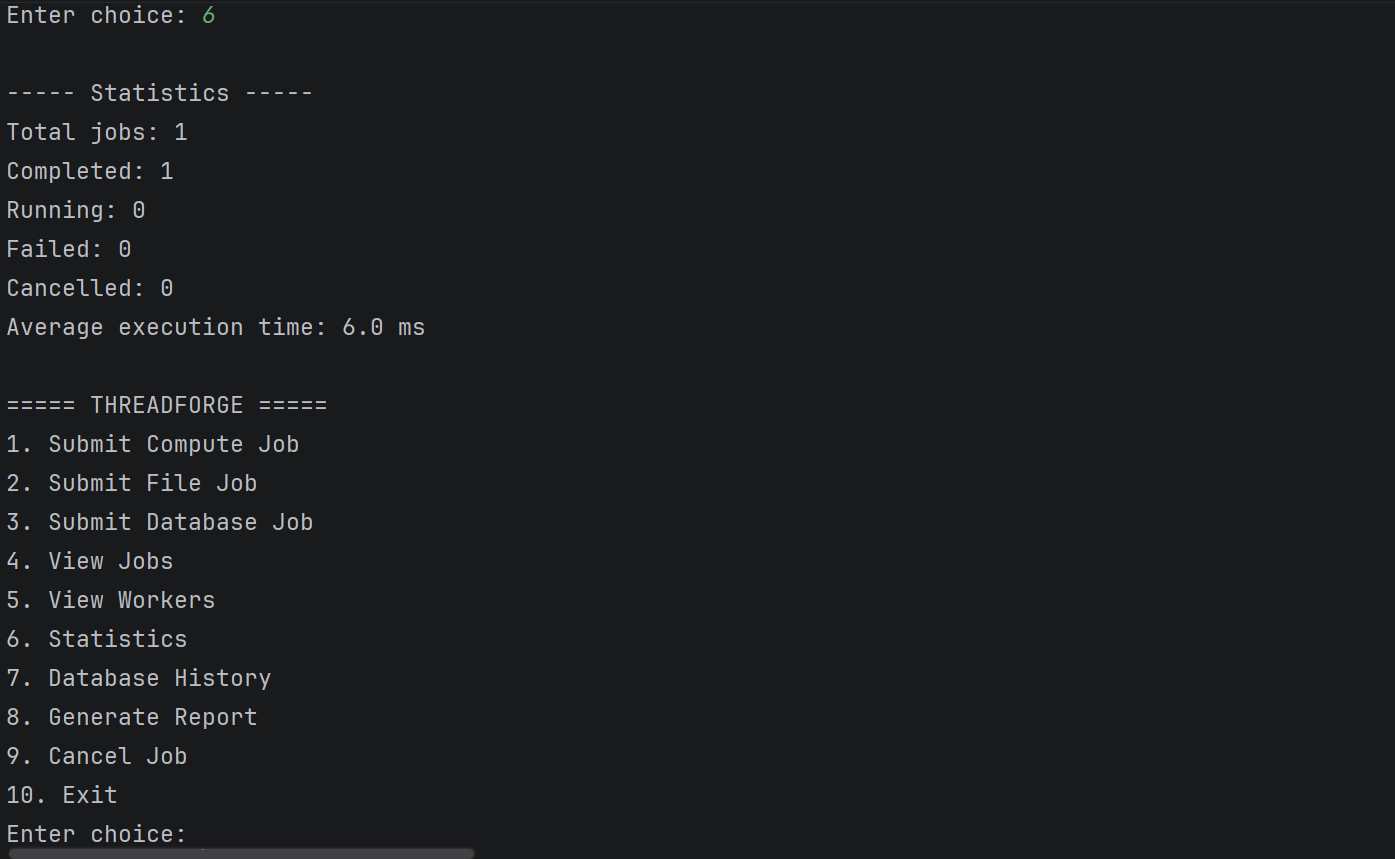 Enter choice: 6
----- Statistics -----
Total jobs: 1
Completed: 1
Running: 0
Failed: 0
Cancelled: 0
Average execution time: 6.0 ms
===== THREADFORGE =====
1. Submit Compute Job
2. Submit File Job
3. Submit Database Job
4. View Jobs
5. View Workers
6. Statistics
7. Database History
8. Generate Report
9. Cancel Job
10. Exit
Enter choice: